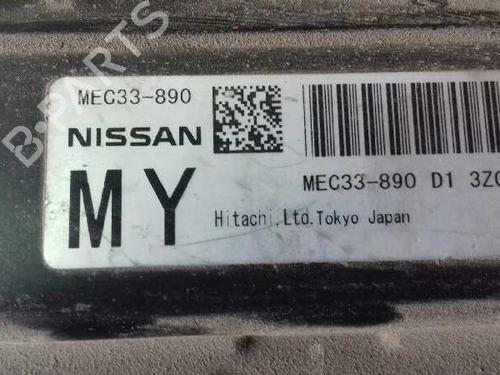 B-PARTS
MEC33-890
NISSAN
MY
MEC33-890 D1 3Z
Hitachi,Ltd.Tokyo Japan